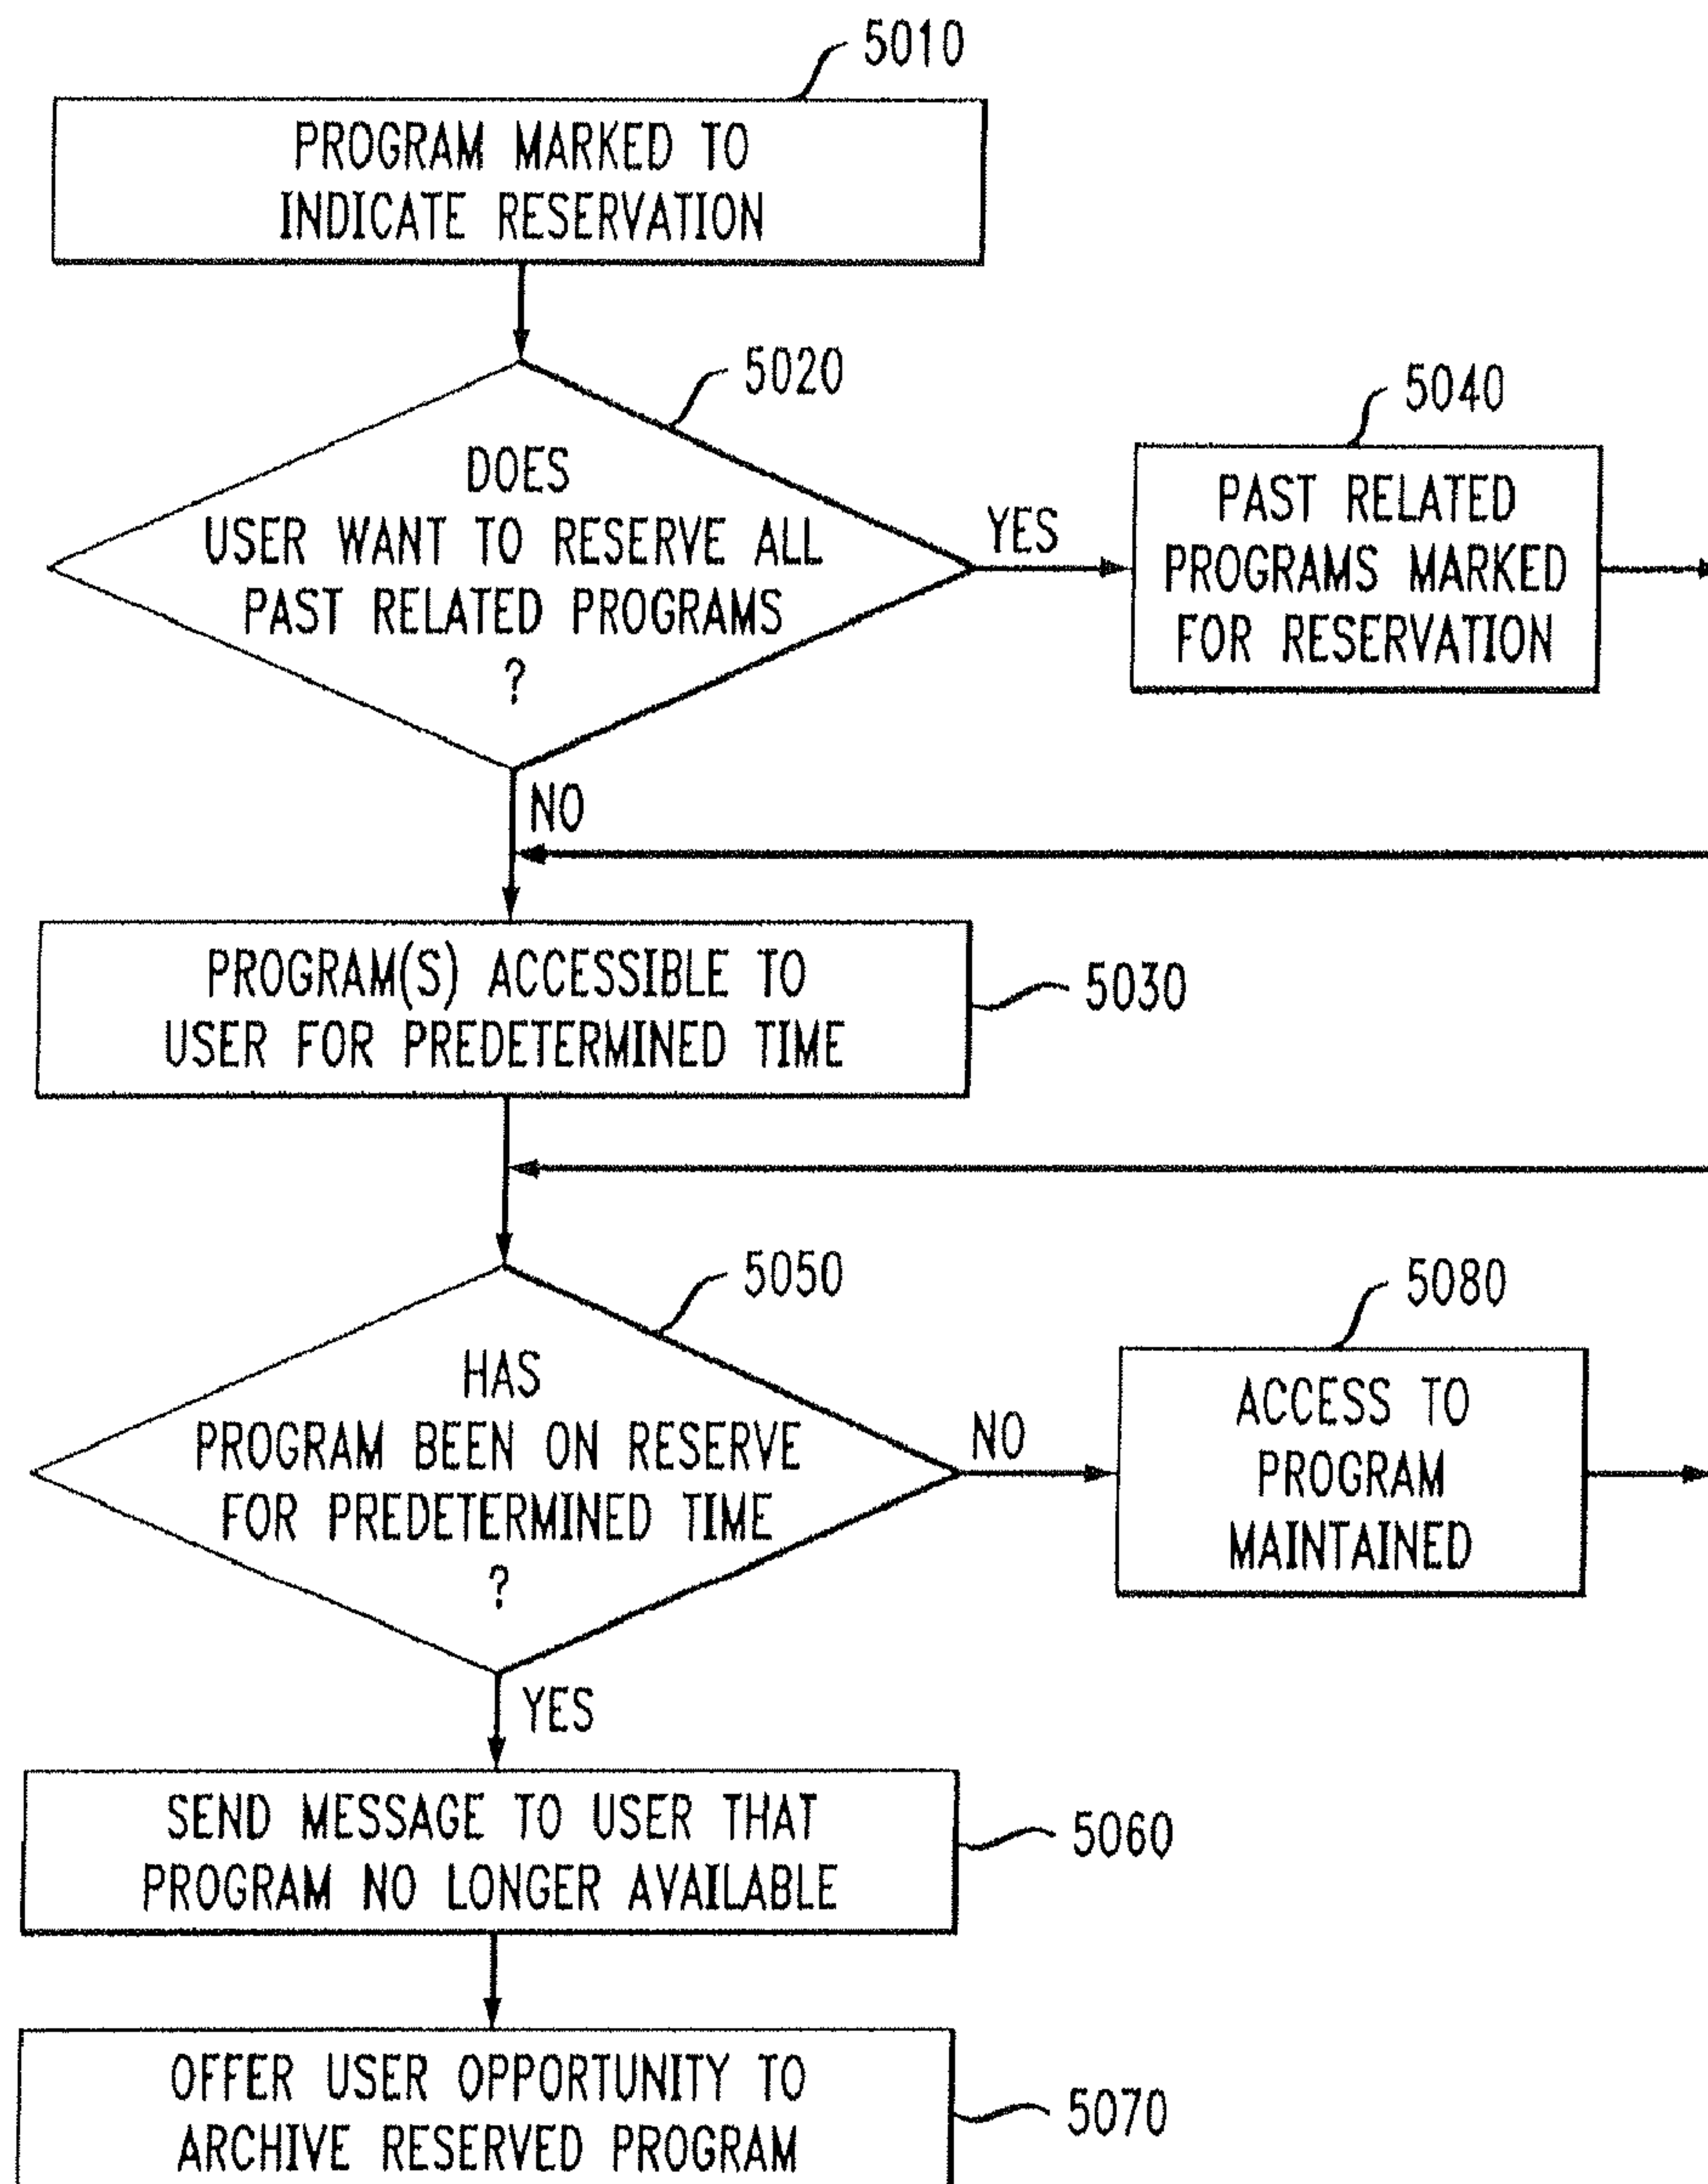 5010
PROGRAM MARKED TO
INDICATE RESERVATION
5020
DOES
USER WANT TO RESERVE ALL
PAST RELATED PROGRAMS
?
YES
5040
PAST RELATED
PROGRAMS MARKED
FOR RESERVATION
NO
PROGRAM(S) ACCESSIBLE TO
USER FOR PREDETERMINED TIME
5030
5050
HAS
PROGRAM BEEN ON RESERVE
FOR PREDETERMINED TIME
?
NO
5080
ACCESS TO
PROGRAM
MAINTAINED
YES
SEND MESSAGE TO USER THAT
PROGRAM NO LONGER AVAILABLE
5060
OFFER USER OPPORTUNITY TO
ARCHIVE RESERVED PROGRAM
5070